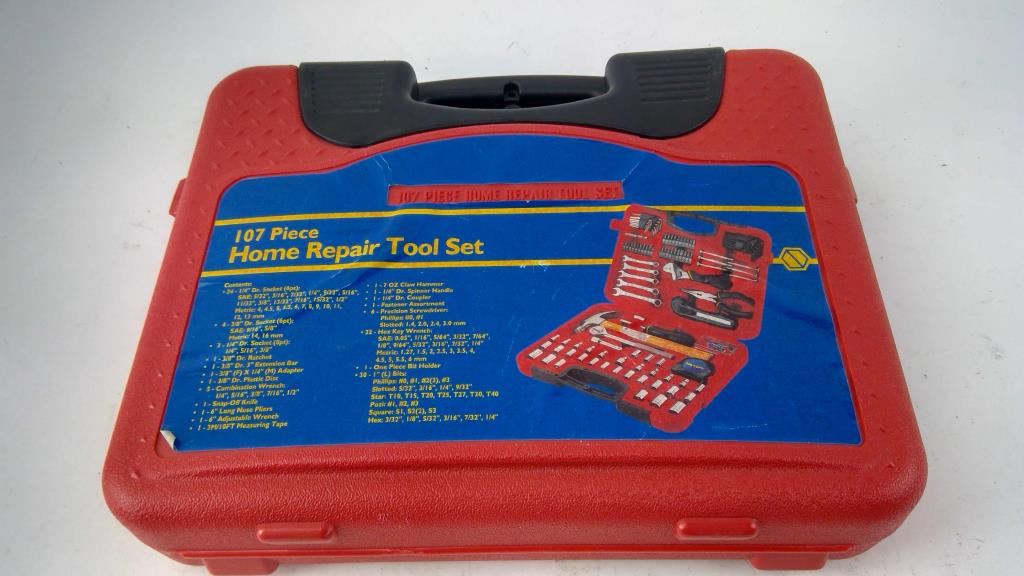 107 PIECE HOME REPAIR TOOL SET
107 Piece
Home Repair Tool Set
Contents:
• 24 - 1/4" Dr. Socket (6pt):
SAE: 5/32", 3/16", 7/32", 1/4", 9/32", 5/16",
11/32", 3/8", 13/32", 7/16", 15/32", 1/2"
Metric: 4, 4.5, 5, 5.5, 6, 7, 8, 9, 10, 11,
12, 13 mm
• 4 - 3/8" Dr. Socket (6pt):
SAE: 9/16", 5/8"
Metric: 14, 16 mm
• 3 - 1/4" Dr. Socket (8pt):
1/4", 5/16", 3/8"
• 1 - 3/8" Dr. Ratchet
• 1 - 3/8" Dr. 3" Extension Bar
• 1 - 3/8" (F) X 1/4" (M) Adapter
• 1 - 3/8" Dr. Plastic Disc
• 5 - Combination Wrench:
1/4", 5/16", 3/8", 7/16", 1/2"
• 1 - Snap-Off Knife
• 1 - 6" Long Nose Pliers
• 1 - 6" Adjustable Wrench
• 1 - 3M/10FT Measuring Tape
• 1 - 7 OZ Claw Hammer
• 1 - 1/4" Dr. Spinner Handle
• 1 - 1/4" Dr. Coupler
• 1 - Fastener Assortment
• 6 - Precision Screwdriver:
Phillips: #0, #1
Slotted: 1.4, 2.0, 2.4, 3.0 mm
• 22 - Hex Key Wrench:
SAE: 0.05", 1/16", 5/64", 3/32", 7/64",
1/8", 9/64", 5/32", 3/16", 7/32", 1/4"
Metric: 1.27, 1.5, 2, 2.5, 3, 3.5, 4,
4.5, 5, 5.5, 6 mm
• 1 - One Piece Bit Holder
• 30 - 1" (L) Bits:
Phillips: #0, #1, #2(2), #3
Slotted: 5/32", 3/16", 1/4", 9/32"
Star: T10, T15, T20, T25, T27, T30, T40
Pozi: #1, #2, #3
Square: S1, S2(2), S3
Hex: 3/32", 1/8", 5/32", 3/16", 7/32", 1/4"